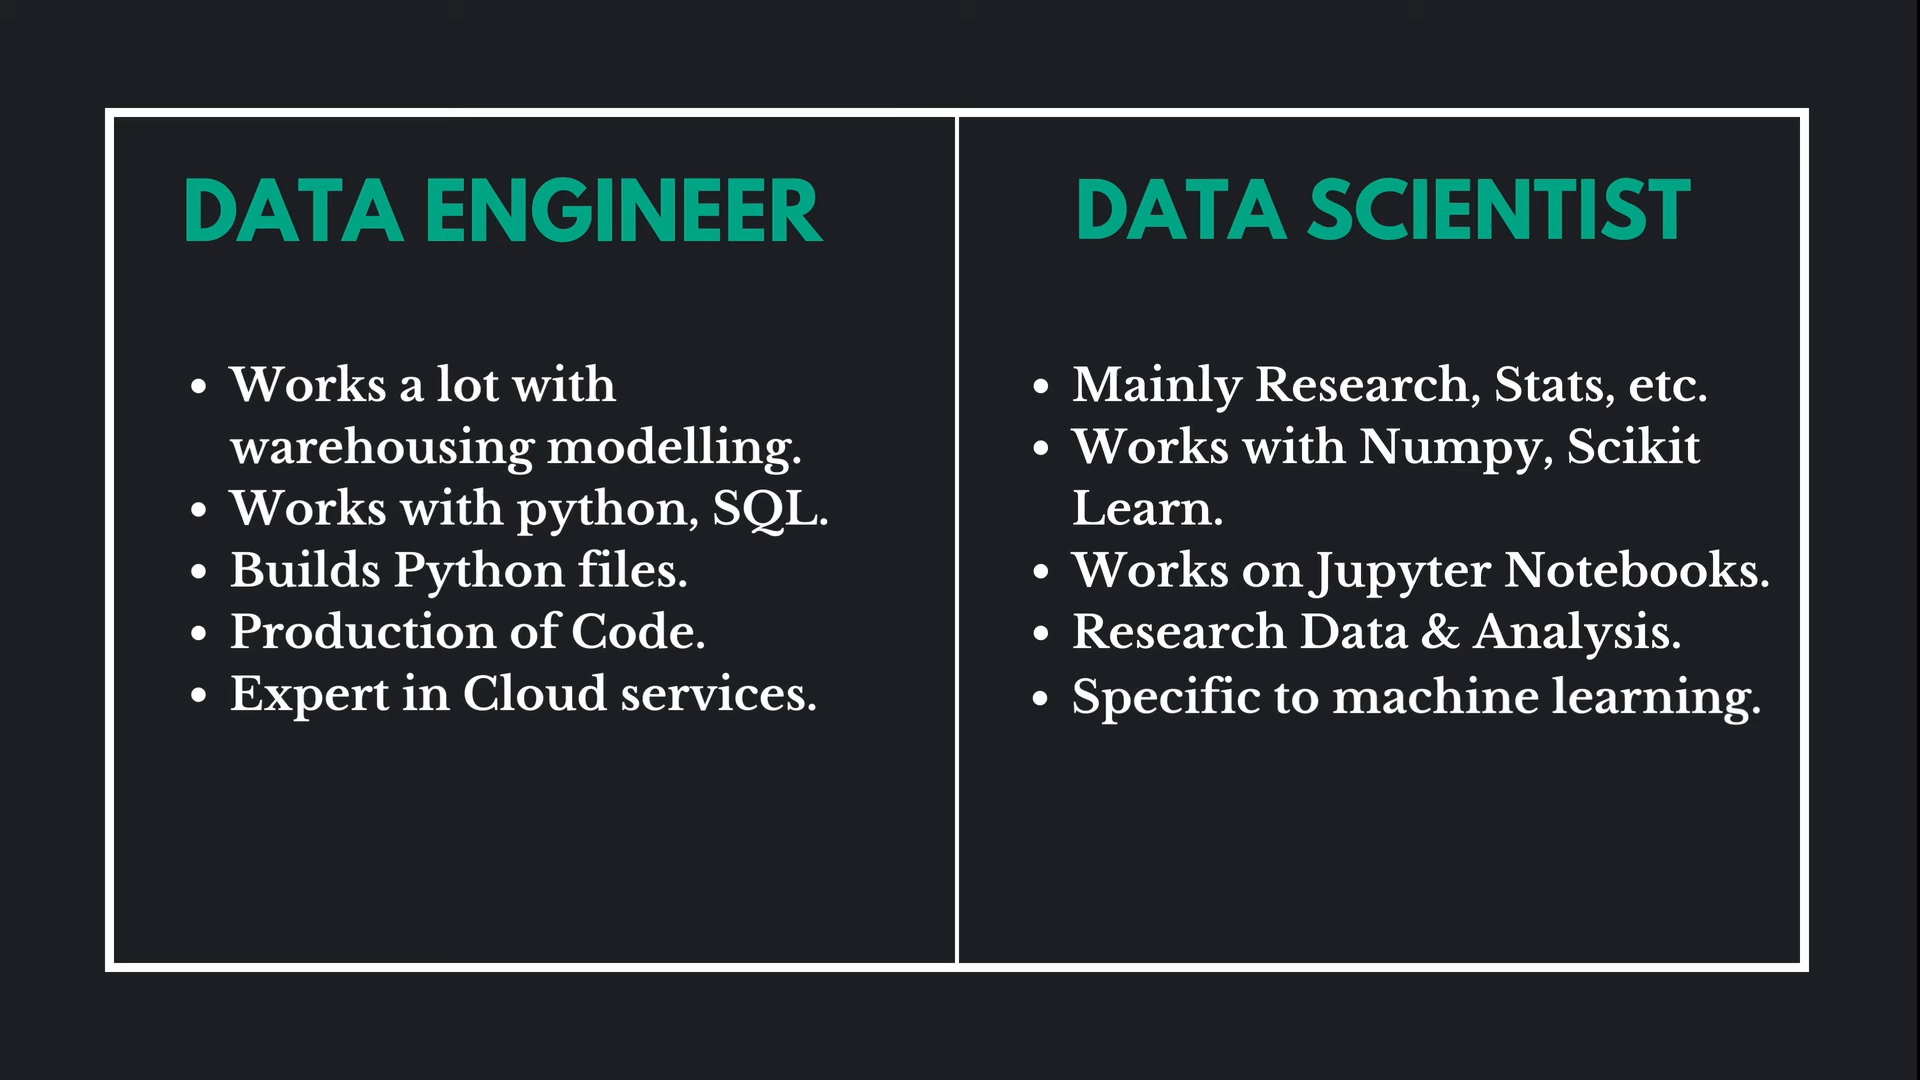 DATA ENGINEER
• Works a lot with
warehousing modelling.
• Works with python, SQL.
• Builds Python files.
• Production of Code.
• Expert in Cloud services.
DATA SCIENTIST
• Mainly Research, Stats, etc.
• Works with Numpy, Scikit
Learn.
• Works on Jupyter Notebooks.
• Research Data & Analysis.
• Specific to machine learning.